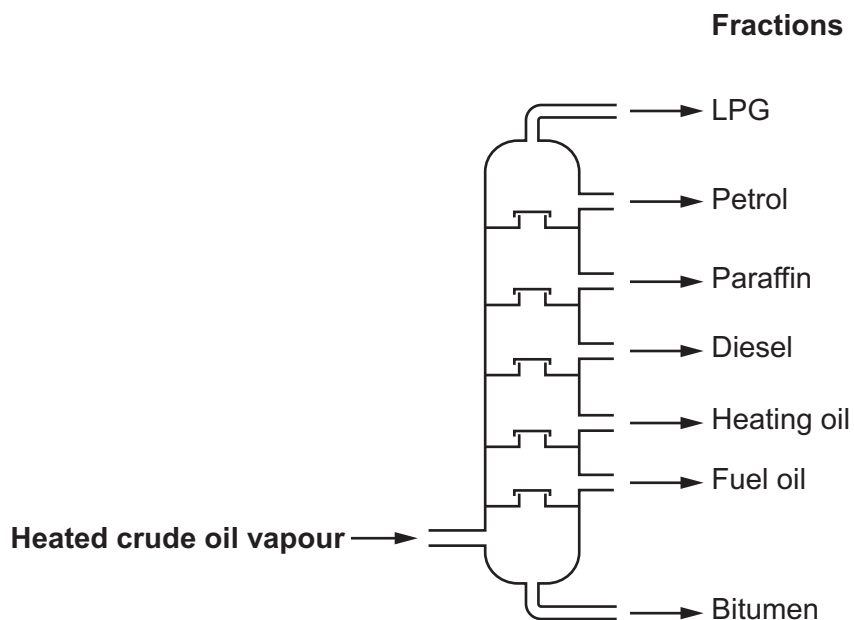 Fractions
LPG
Petrol
Paraffin
Diesel
Heating oil
Fuel oil
Heated crude oil vapour
Bitumen